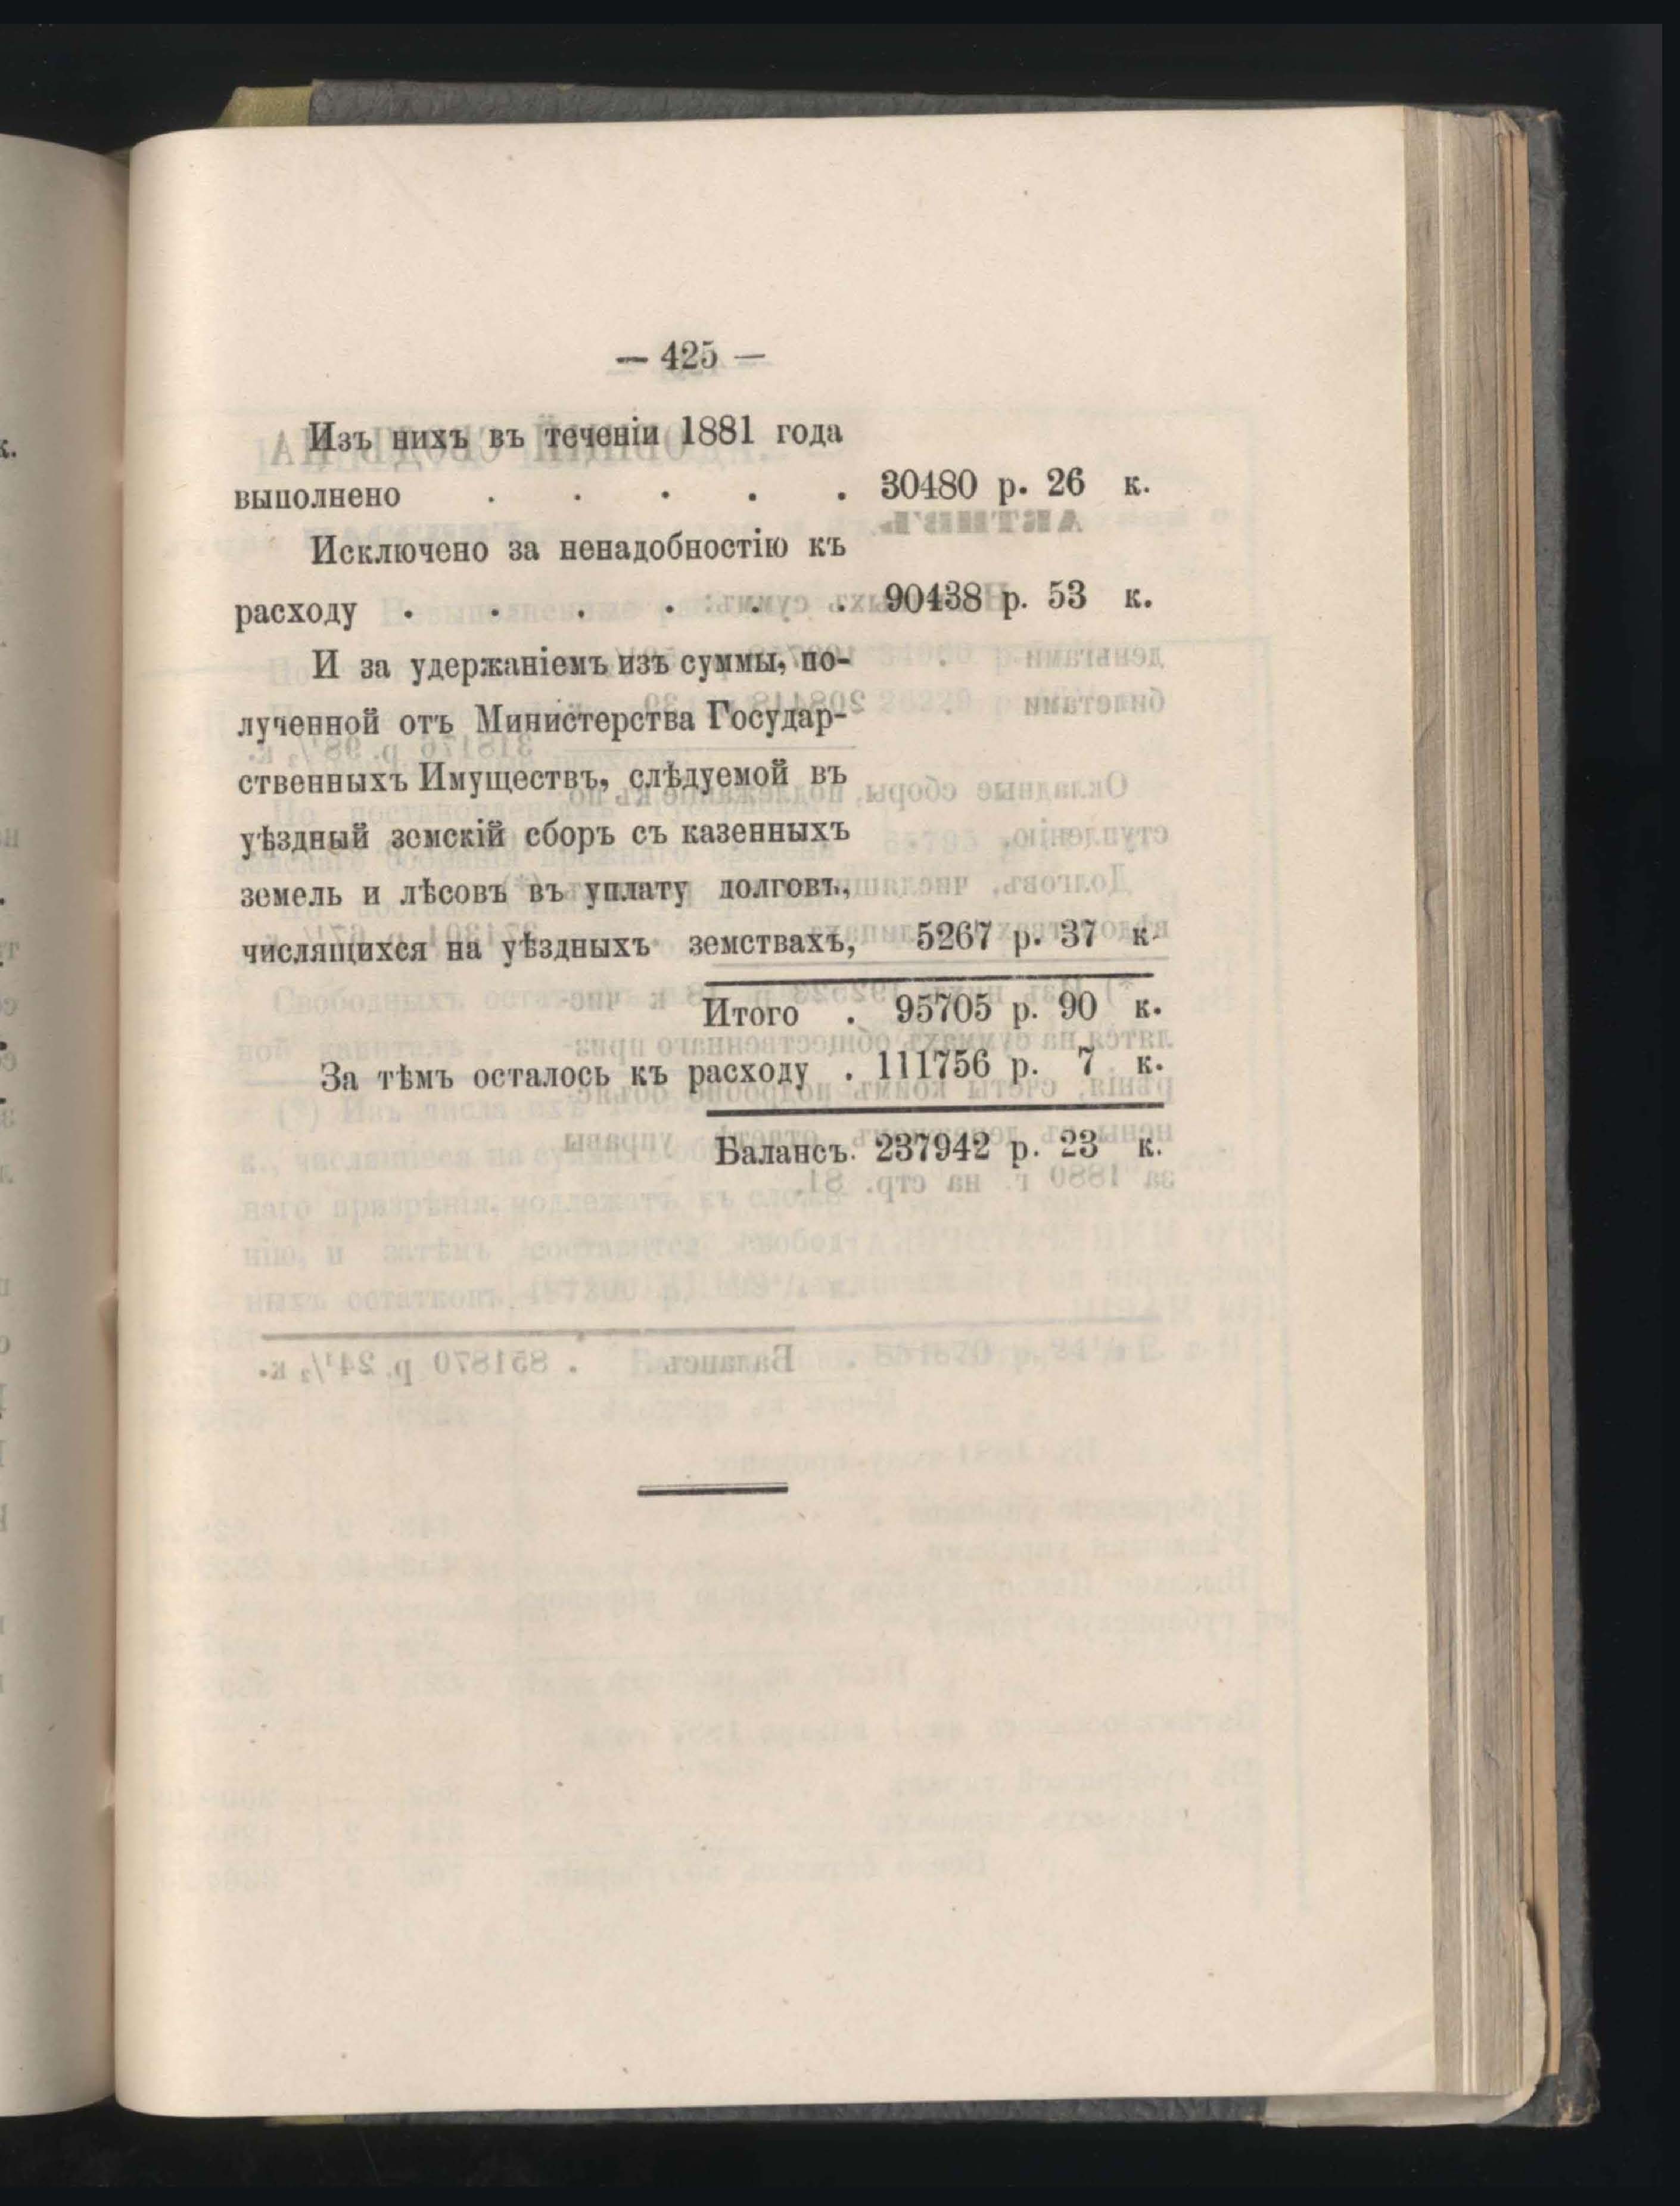 — 425 —
Изъ нихъ въ теченіи 1881 года
выполнено . . . . . 30480 р. 26 к.
Исключено за ненадобностію къ
расходу . . . . . . 90438 р. 53 к.
И за удержаніемъ изъ суммы, по-
лученной отъ Министерства Государ-
ственныхъ Имуществъ, слѣдуемой въ
уѣздный земскій сборъ съ казенныхъ
земель и лѣсовъ въ уплату долговъ,
числящихся на уѣздныхъ земствахъ, 5267 р. 37 к.
Итого . 95705 р. 90 к.
За тѣмъ осталось къ расходу . 111756 р. 7 к.
Балансъ. 237942 р. 23 к.